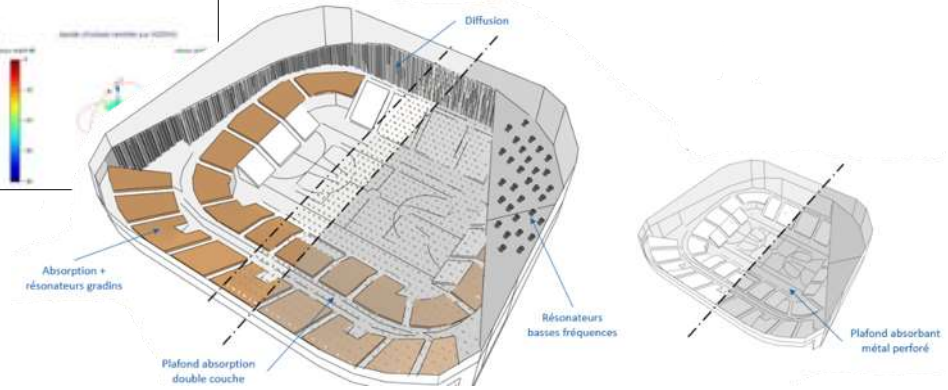 Diffusion
Absorption +
résonateurs gradins
Plafond absorption
double couche
Résonateurs
basses fréquences
Plafond absorbant
métal perforé